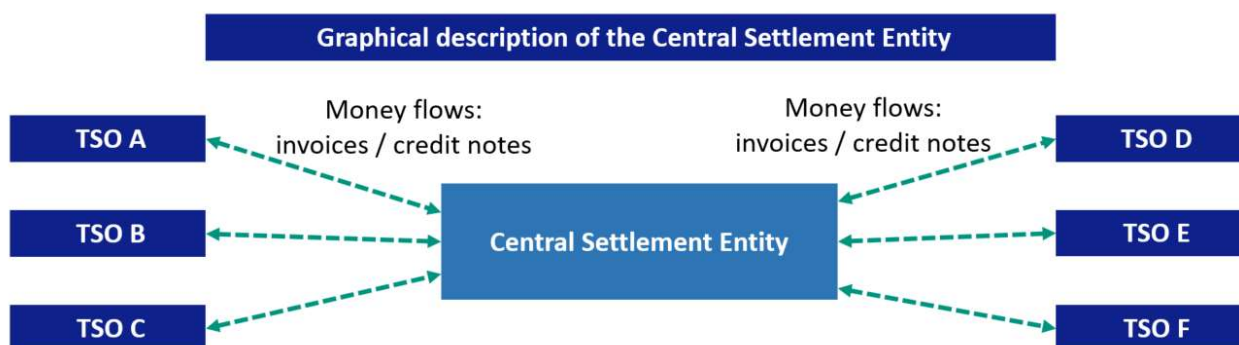 Graphical description of the Central Settlement Entity
Money flows:
invoices / credit notes
Money flows:
invoices / credit notes
TSO A
TSO D
TSO B
Central Settlement Entity
TSO E
TSO C
TSO F